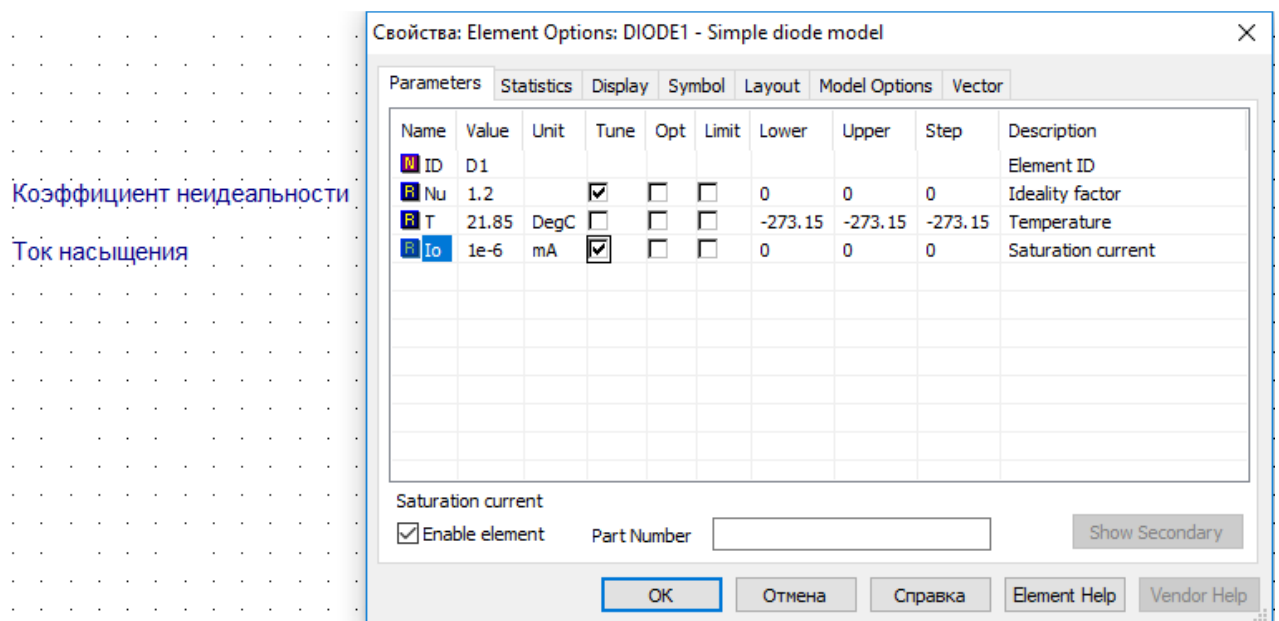 Свойства: Element Options: DIODE1 - Simple diode model
Parameters Statistics Display Symbol Layout Model Options Vector
Name Value Unit Tune Opt Limit Lower Upper Step Description
N ID D1 Element ID
Коэффициент неидеальности
R Nu 1.2 0 0 0 Ideality factor
R T 21.85 DegC -273.15 -273.15 -273.15 Temperature
Ток насыщения
R Io 1e-6 mA 0 0 0 Saturation current
Saturation current
Enable element Part Number Show Secondary
OK Отмена Справка Element Help Vendor Help